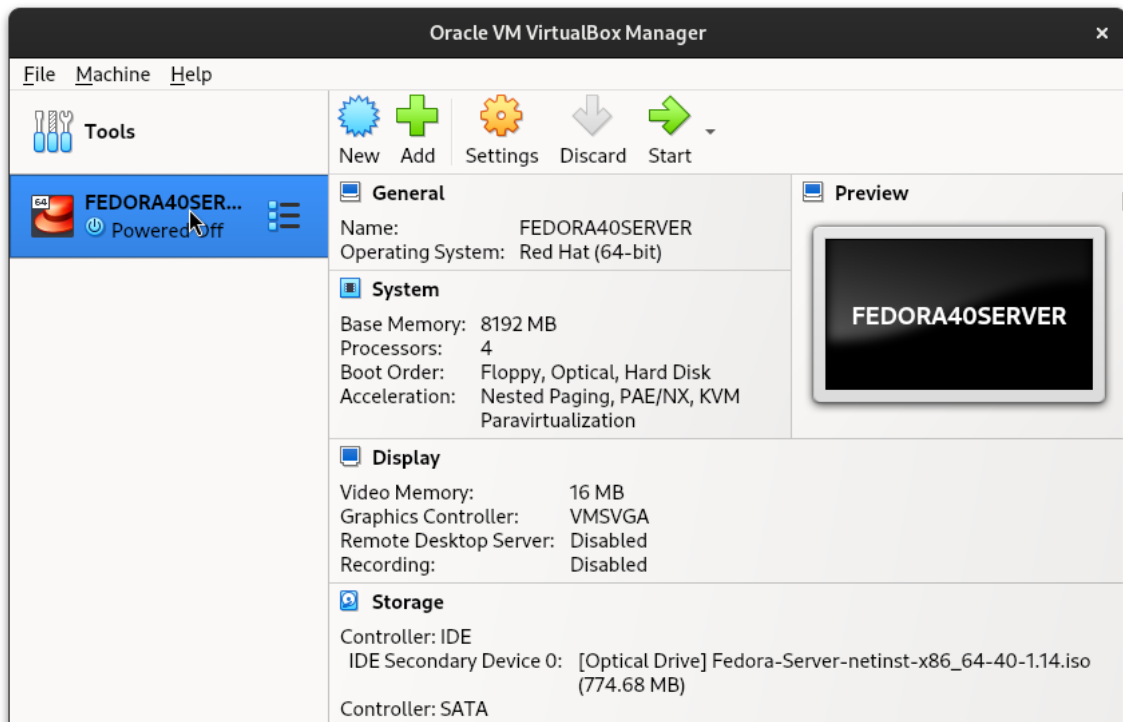 Oracle VM VirtualBox Manager
File Machine Help
Tools
New Add Settings Discard Start
64
FEDORA40SER...
Powered Off
General
Name: FEDORA40SERVER
Operating System: Red Hat (64-bit)
System
Base Memory: 8192 MB
Processors: 4
Boot Order: Floppy, Optical, Hard Disk
Acceleration: Nested Paging, PAE/NX, KVM
Paravirtualization
Preview
FEDORA40SERVER
Display
Video Memory: 16 MB
Graphics Controller: VMSVGA
Remote Desktop Server: Disabled
Recording: Disabled
Storage
Controller: IDE
IDE Secondary Device 0: [Optical Drive] Fedora-Server-netinst-x86_64-40-1.14.iso
(774.68 MB)
Controller: SATA